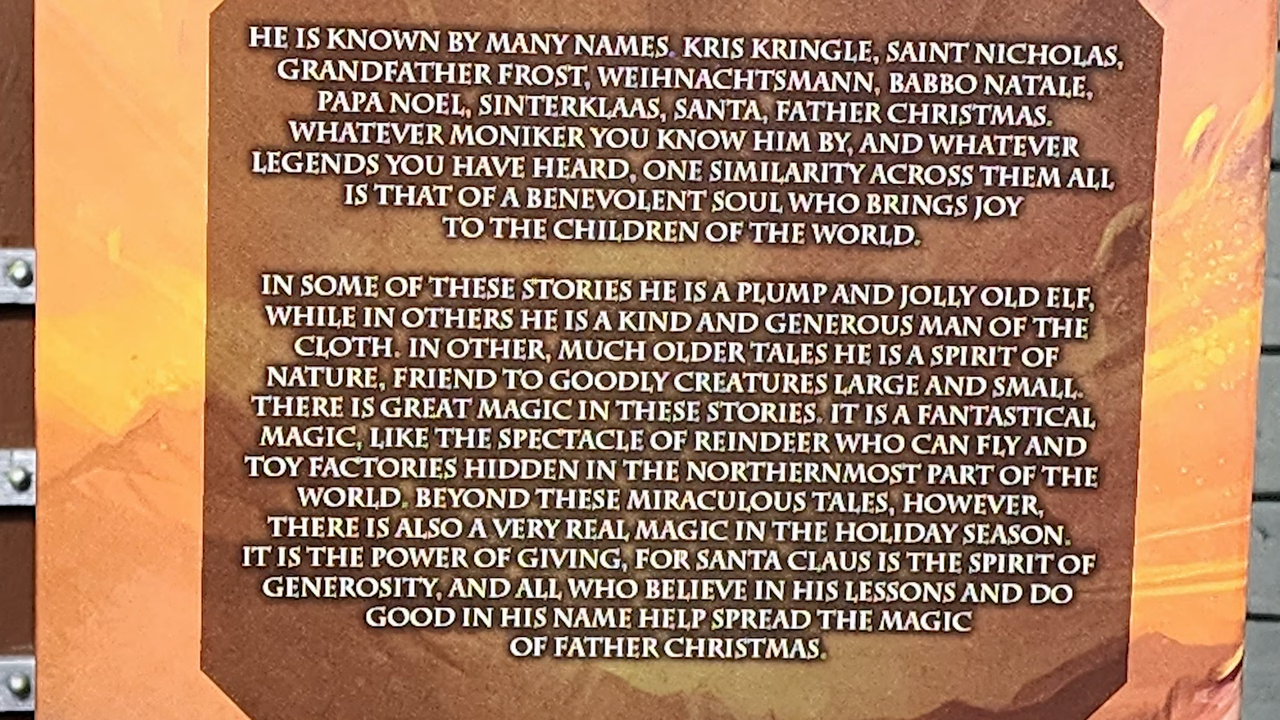 HE IS KNOWN BY MANY NAMES. KRIS KRINGLE, SAINT NICHOLAS,
GRANDFATHER FROST, WEIHNACHTSMANN, BABBO NATALE,
PAPA NOEL, SINTERKLAAS, SANTA, FATHER CHRISTMAS.
WHATEVER MONIKER YOU KNOW HIM BY, AND WHATEVER
LEGENDS YOU HAVE HEARD, ONE SIMILARITY ACROSS THEM ALL
IS THAT OF A BENEVOLENT SOUL WHO BRINGS JOY
TO THE CHILDREN OF THE WORLD.
IN SOME OF THESE STORIES HE IS A PLUMP AND JOLLY OLD ELF,
WHILE IN OTHERS HE IS A KIND AND GENEROUS MAN OF THE
CLOTH. IN OTHER, MUCH OLDER TALES HE IS A SPIRIT OF
NATURE, FRIEND TO GOODLY CREATURES LARGE AND SMALL.
THERE IS GREAT MAGIC IN THESE STORIES. IT IS A FANTASTICAL
MAGIC, LIKE THE SPECTACLE OF REINDEER WHO CAN FLY AND
TOY FACTORIES HIDDEN IN THE NORTHERNMOST PART OF THE
WORLD. BEYOND THESE MIRACULOUS TALES, HOWEVER,
THERE IS ALSO A VERY REAL MAGIC IN THE HOLIDAY SEASON.
IT IS THE POWER OF GIVING, FOR SANTA CLAUS IS THE SPIRIT OF
GENEROSITY, AND ALL WHO BELIEVE IN HIS LESSONS AND DO
GOOD IN HIS NAME HELP SPREAD THE MAGIC
OF FATHER CHRISTMAS.